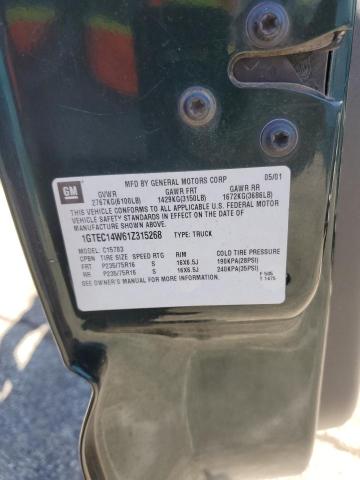 MFD BY GENERAL MOTORS CORP 05/01
GM
GVWR GAWR FRT GAWR RR
2767KG(6100LB) 1429KG(3150LB) 1672KG(3686LB)
THIS VEHICLE CONFORMS TO ALL APPLICABLE U.S. FEDERAL MOTOR
VEHICLE SAFETY STANDARDS IN EFFECT ON THE DATE OF
MANUFACTURE SHOWN ABOVE.
1GTEC14W61Z315268 TYPE: TRUCK
MODEL: C15703
CPBN TIRE SIZE SPEED RTG RIM COLD TIRE PRESSURE
FRT P235/75R16 S 16X6.5J 190KPA(28PSI)
RR P235/75R16 S 16X6.5J 240KPA(35PSI)
SEE OWNER'S MANUAL FOR MORE INFORMATION.